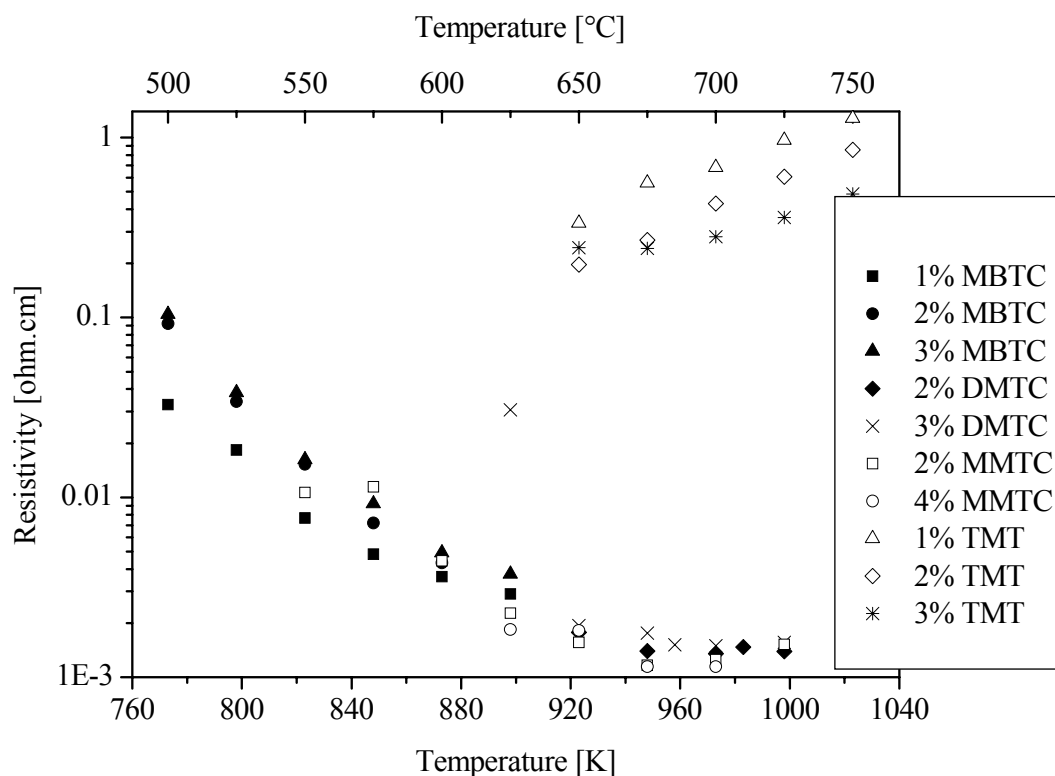 Temperature [°C]
500 550 600 650 700 750
1
0.1
0.01
1E-3
Resistivity [ohm.cm]
1% MBTC
2% MBTC
3% MBTC
2% DMTC
3% DMTC
2% MMTC
4% MMTC
1% TMT
2% TMT
3% TMT
760 800 840 880 920 960 1000 1040
Temperature [K]